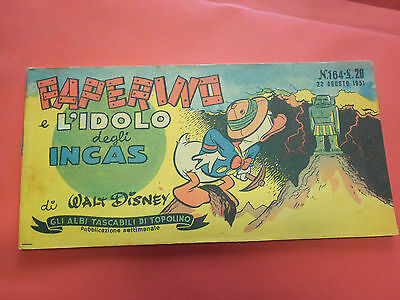 PAPERINO
e L'IDOLO
degli
INCAS
di WALT DISNEY
GLI ALBI TASCABILI DI TOPOLINO
Pubblicazione settimanale
N. 164 - L. 20
22 AGOSTO 1951